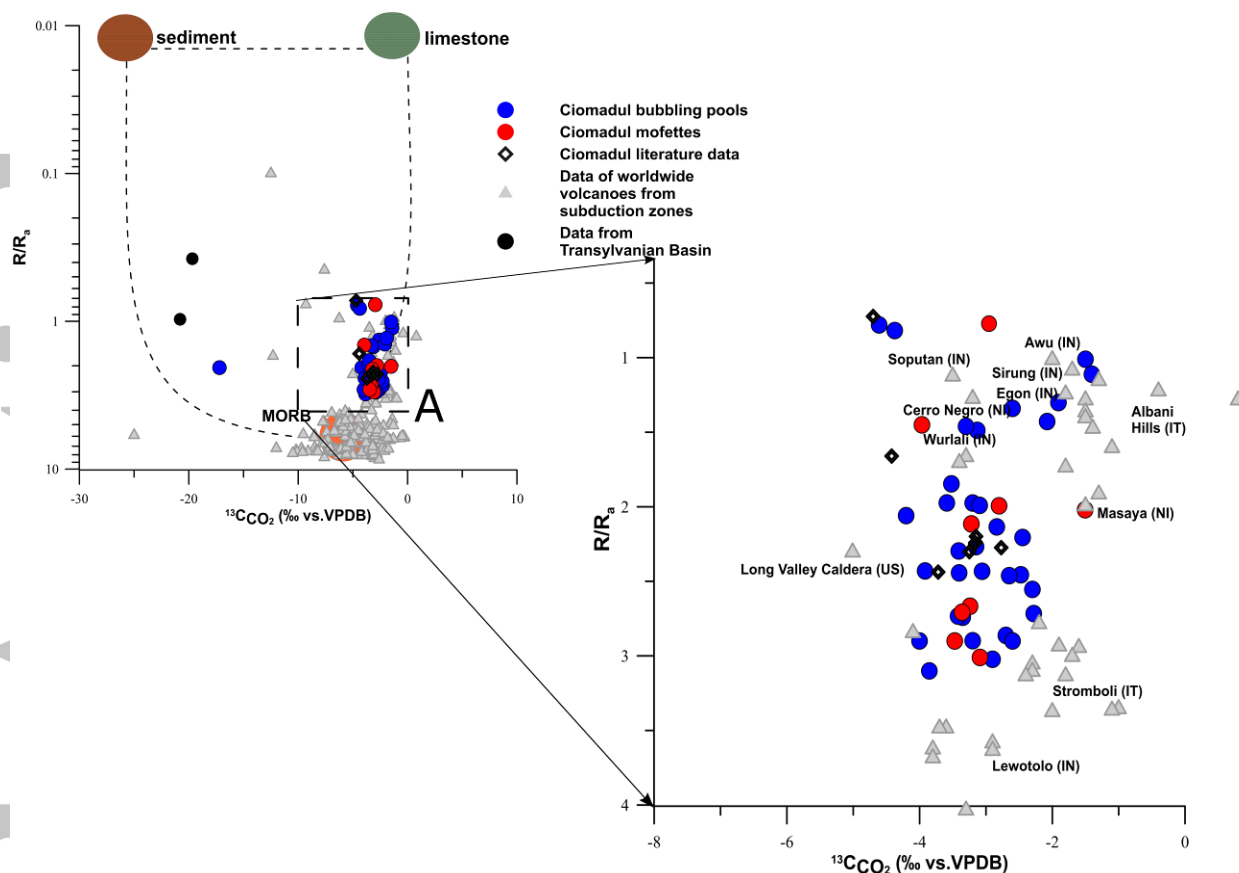 0.01
sediment
limestone
Ciomadul bubbling pools
Ciomadul mofettes
Ciomadul literature data
Data of worldwide
volcanoes from
subduction zones
Data from
Transylvanian Basin
0.1
R/Ra
1
MORB
A
10
-30
-20
-10
0
10
¹³CCO₂ (‰ vs.VPDB)
1
Soputan (IN)
Awu (IN)
Sirung (IN)
Egon (IN)
Cerro Negro (NI)
Albani
Hills (IT)
Wurlali (IN)
2
R/Ra
Masaya (NI)
Long Valley Caldera (US)
3
Stromboli (IT)
Lewotolo (IN)
4
-8
-6
-4
-2
0
¹³CCO₂ (‰ vs.VPDB)